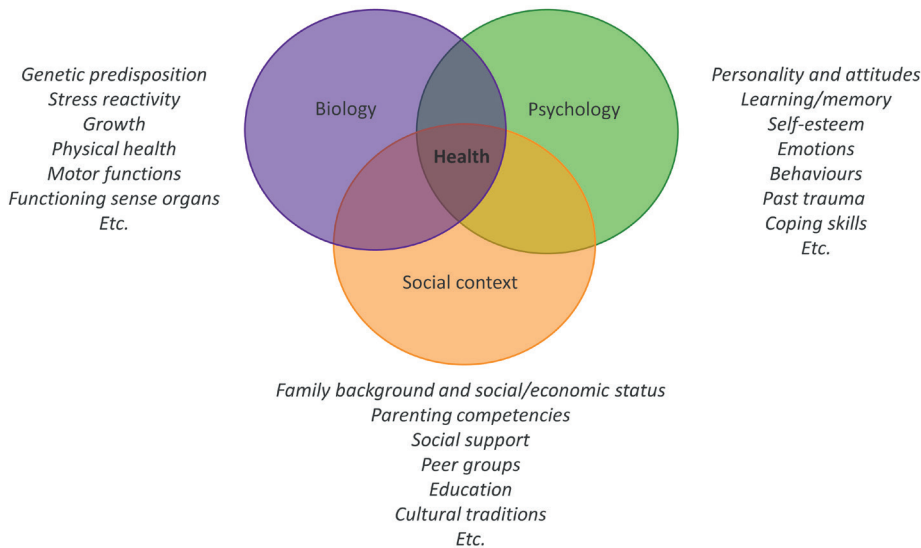 Genetic predisposition
Stress reactivity
Growth
Physical health
Motor functions
Functioning sense organs
Etc.
Biology
Psychology
Health
Social context
Personality and attitudes
Learning/memory
Self-esteem
Emotions
Behaviours
Past trauma
Coping skills
Etc.
Family background and social/economic status
Parenting competencies
Social support
Peer groups
Education
Cultural traditions
Etc.